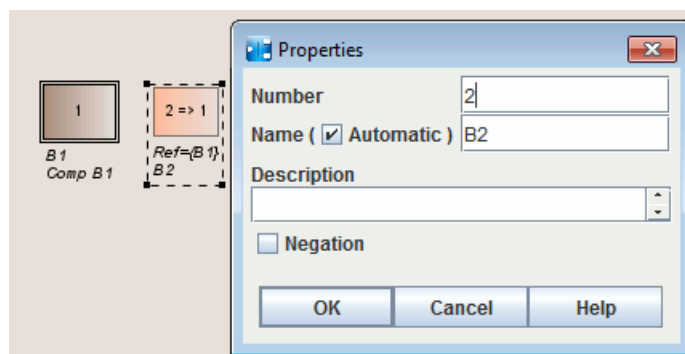 1
B1
Comp B1
2 => 1
Ref={B1}
B2
Properties
Number 2
Name ( Automatic ) B2
Description
Negation
OK Cancel Help